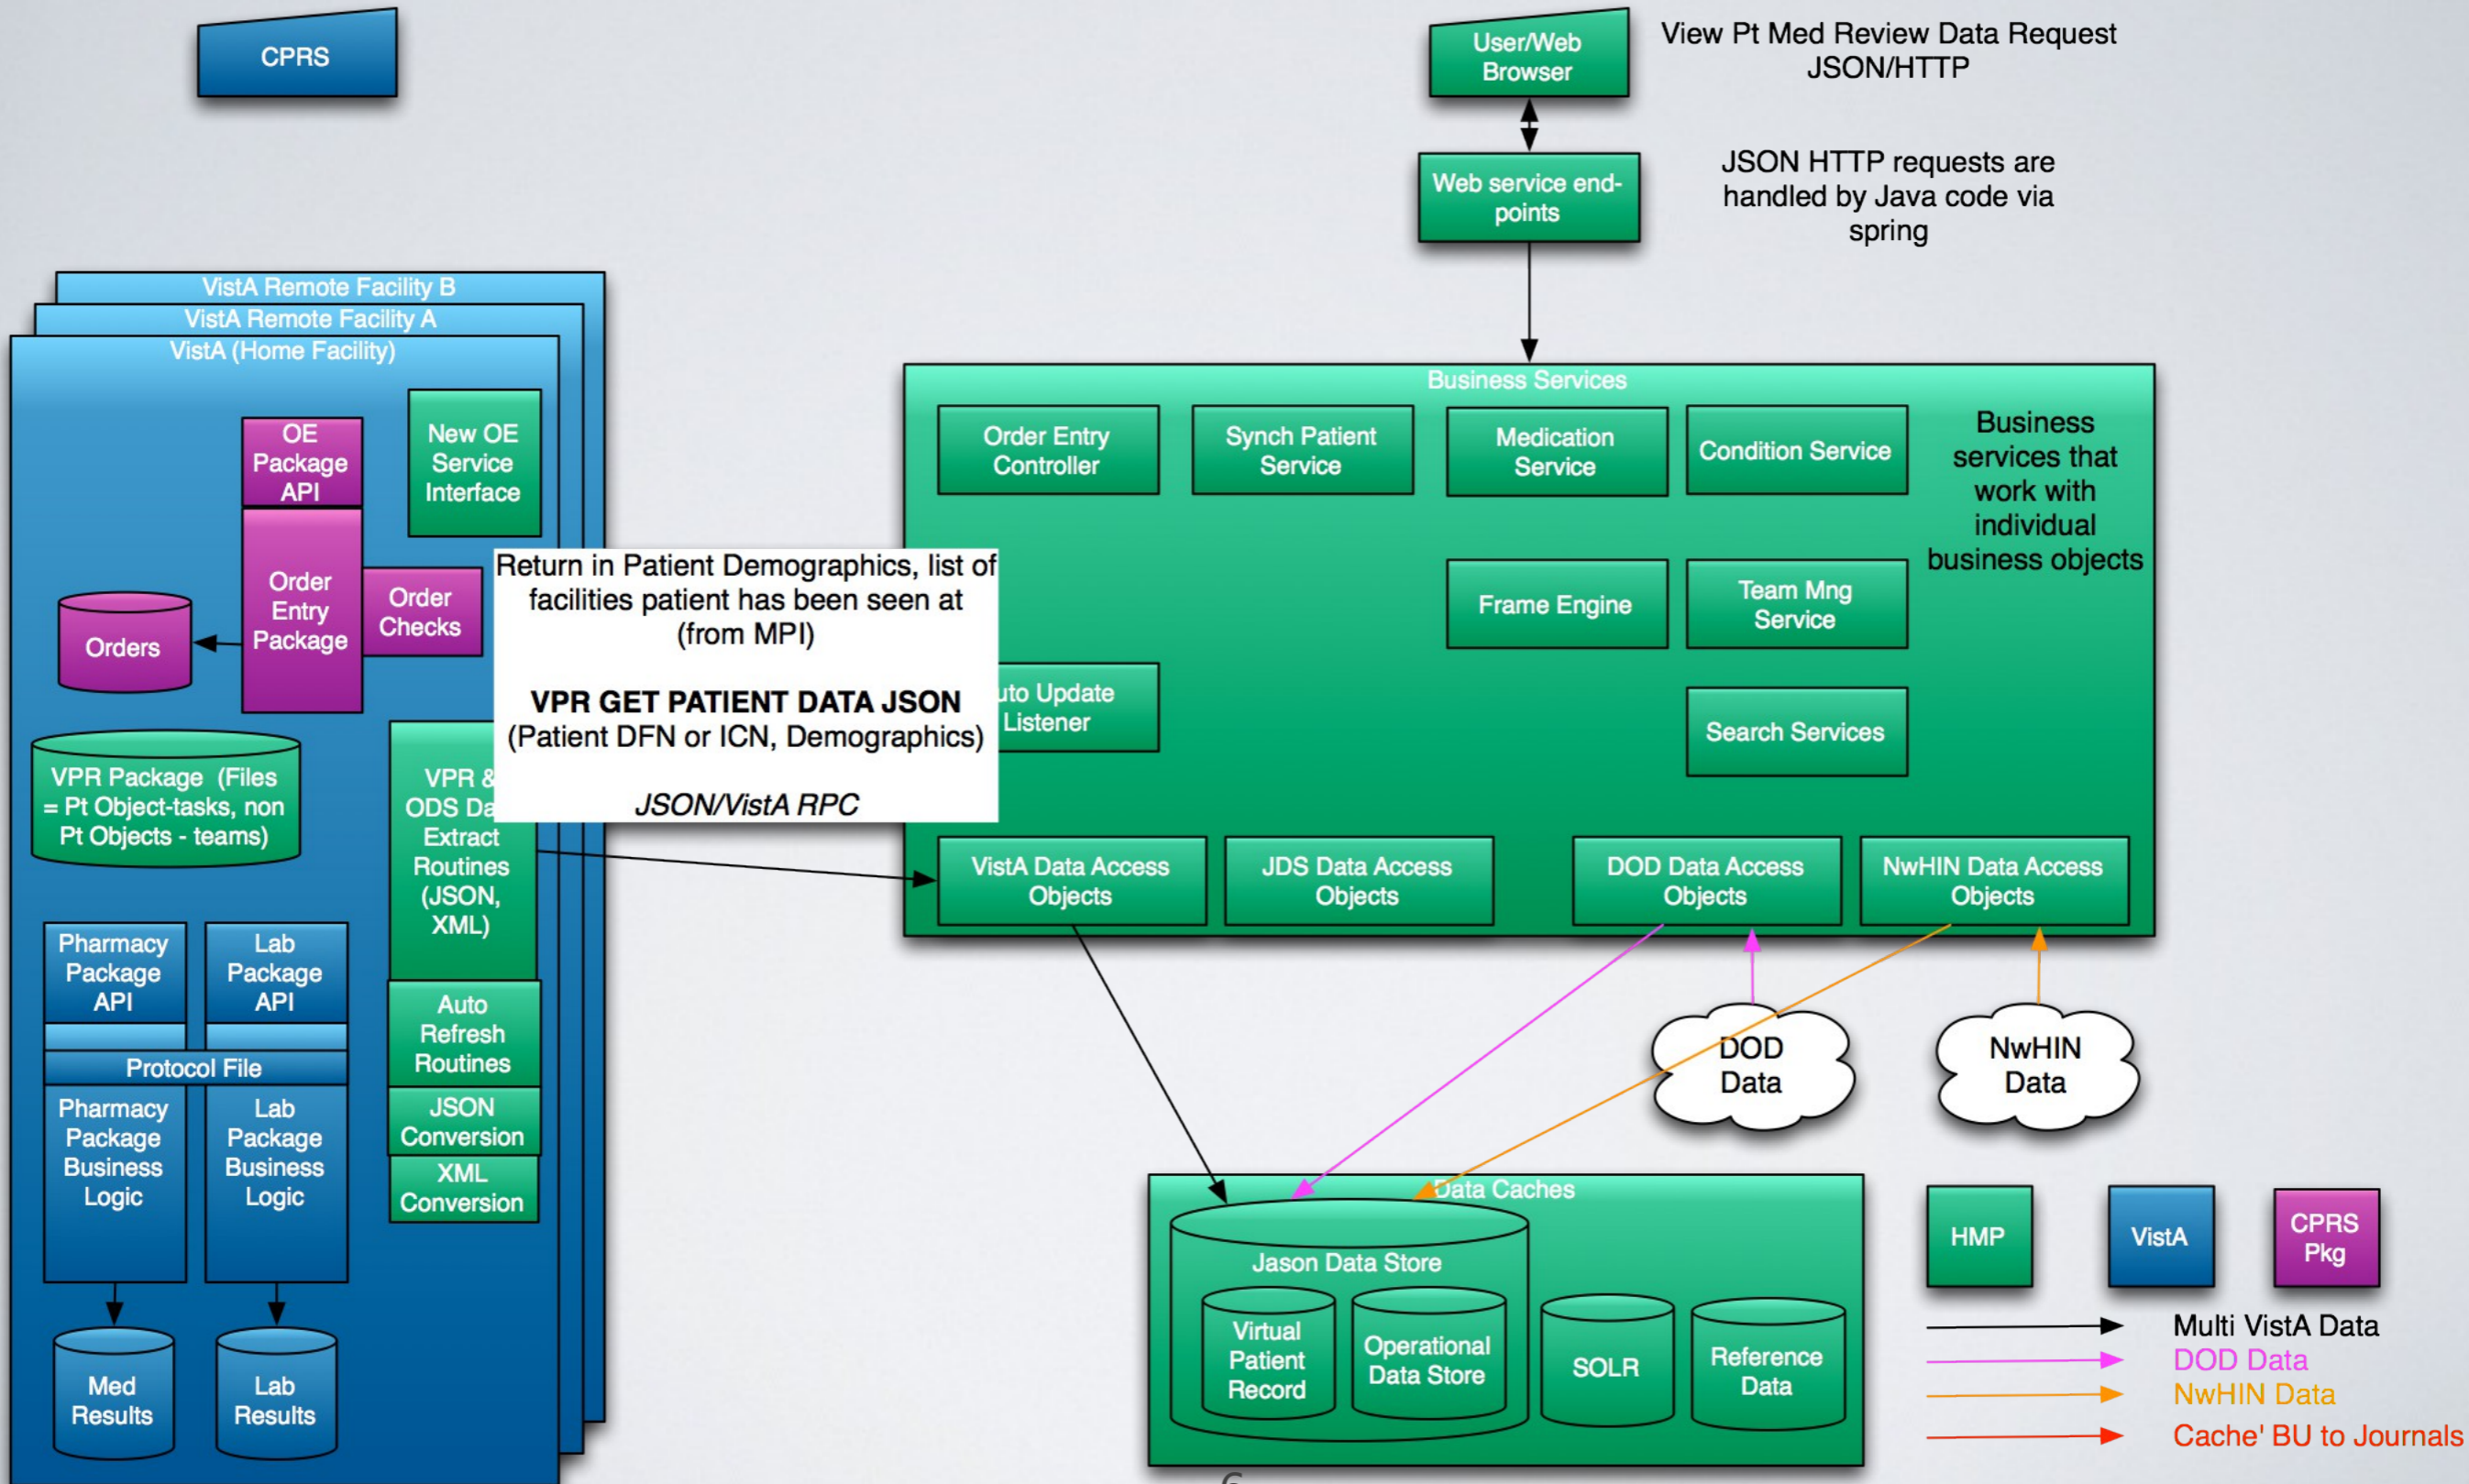 CPRS
User/Web
Browser
View Pt Med Review Data Request
JSON/HTTP
Web service end-
points
JSON HTTP requests are
handled by Java code via
spring
VistA Remote Facility B
VistA Remote Facility A
VistA (Home Facility)
OE
Package
API
New OE
Service
Interface
Order
Entry
Package
Order
Checks
Orders
VPR Package (Files
= Pt Object-tasks, non
Pt Objects - teams)
VPR &
ODS Da
Extract
Routines
(JSON,
XML)
Auto
Refresh
Routines
JSON
Conversion
XML
Conversion
Pharmacy
Package
API
Lab
Package
API
Protocol File
Pharmacy
Package
Business
Logic
Lab
Package
Business
Logic
Med
Results
Lab
Results
Return in Patient Demographics, list of
facilities patient has been seen at
(from MPI)
VPR GET PATIENT DATA JSON
(Patient DFN or ICN, Demographics)
JSON/VistA RPC
Business Services
Order Entry
Controller
Synch Patient
Service
Medication
Service
Condition Service
Business
services that
work with
individual
business objects
Frame Engine
Team Mng
Service
uto Update
Listener
Search Services
VistA Data Access
Objects
JDS Data Access
Objects
DOD Data Access
Objects
NwHIN Data Access
Objects
DOD
Data
NwHIN
Data
Data Caches
Jason Data Store
Virtual
Patient
Record
Operational
Data Store
SOLR
Reference
Data
HMP
VistA
CPRS
Pkg
Multi VistA Data
DOD Data
NwHIN Data
Cache' BU to Journals